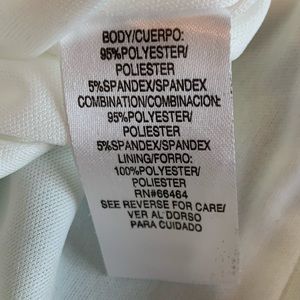 BODY/CUERPO:
95%POLYESTER/
POLIESTER
5%SPANDEX/SPANDEX
COMBINATION/COMBINACION:
95%POLYESTER/
POLIESTER
5%SPANDEX/SPANDEX
LINING/FORRO:
100%POLYESTER/
POLIESTER
RN#66464
SEE REVERSE FOR CARE/
VER AL DORSO
PARA CUIDADO